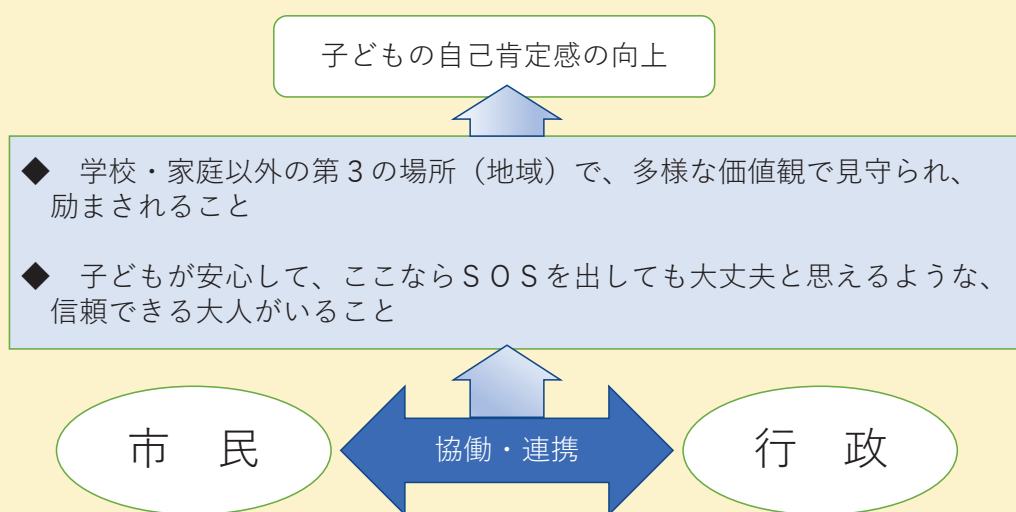 子どもの自己肯定感の向上
◆　学校・家庭以外の第３の場所（地域）で、多様な価値観で見守られ、
励まされること
◆　子どもが安心して、ここならＳＯＳを出しても大丈夫と思えるような、
信頼できる大人がいること
市　民
協働・連携
行　政